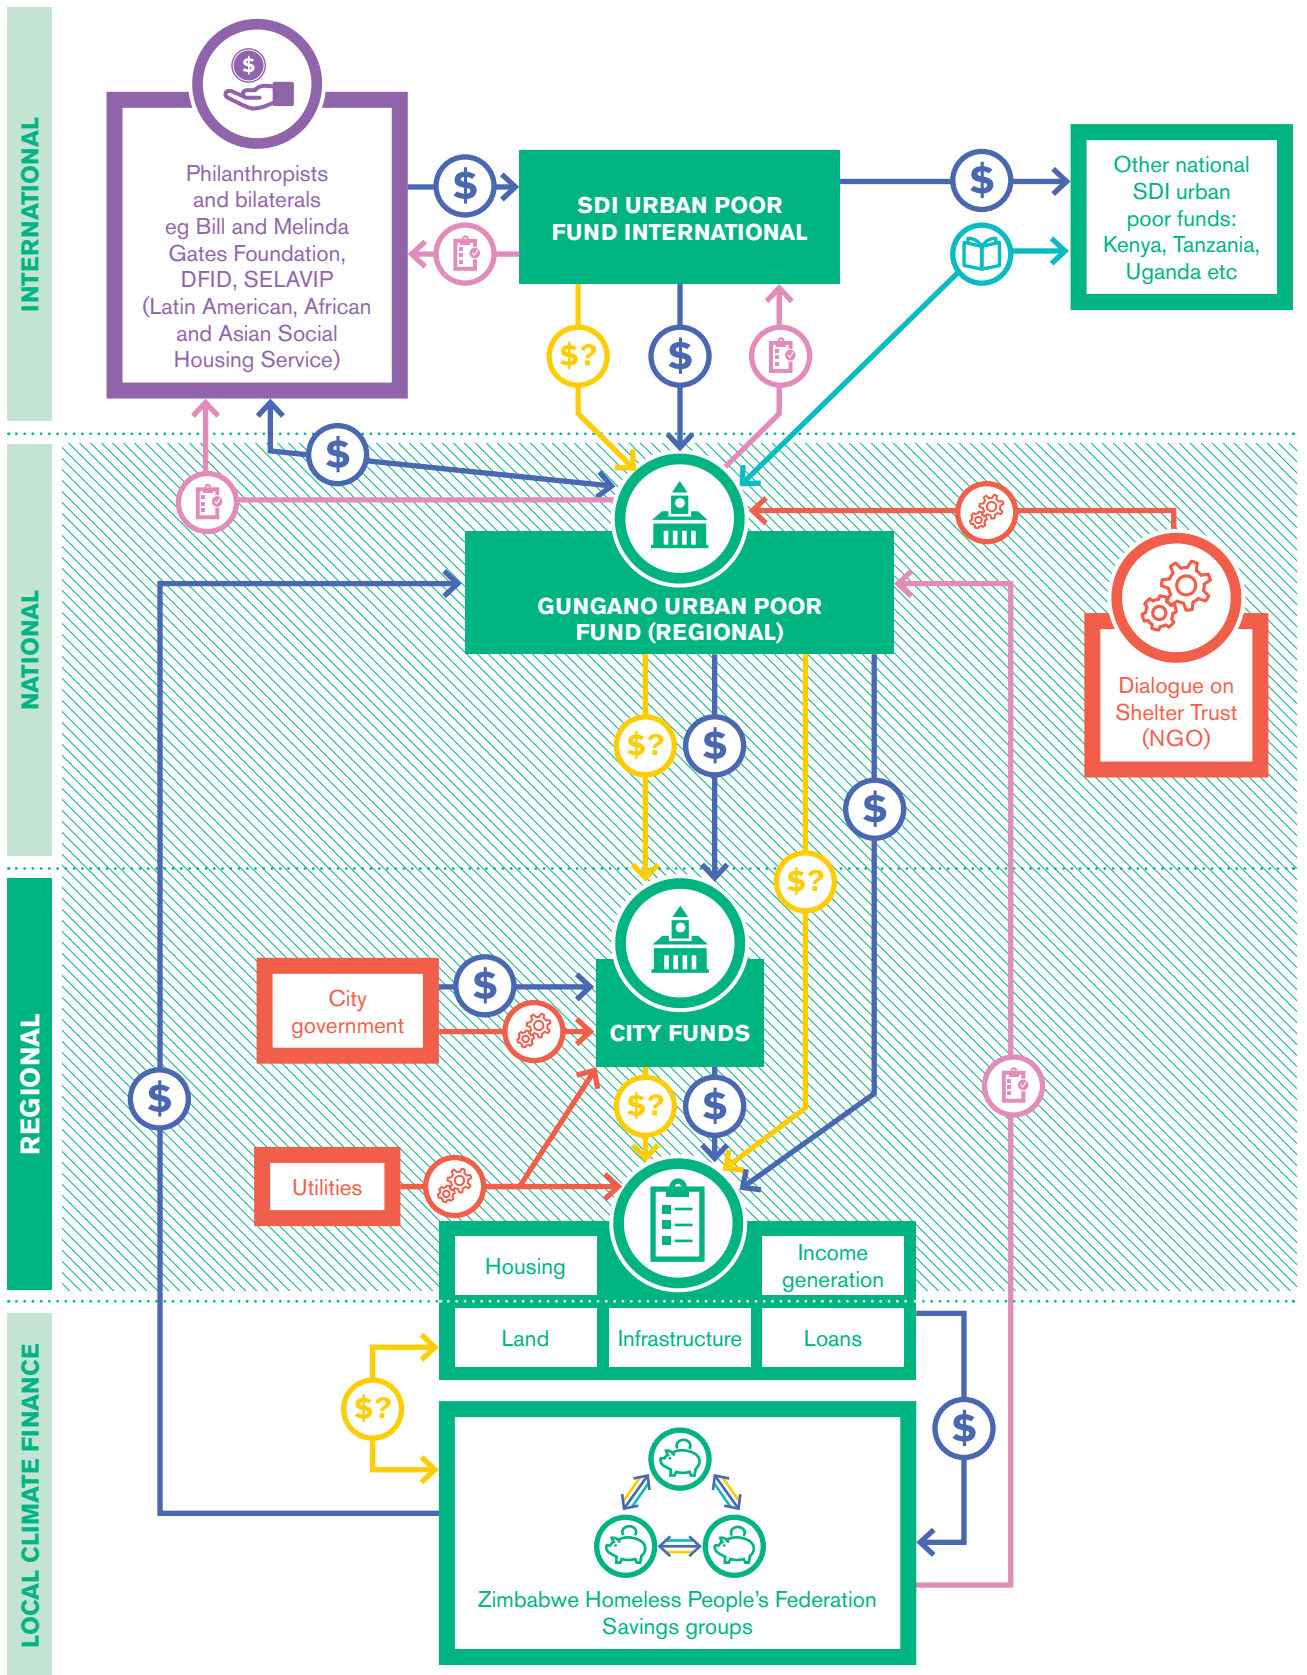 INTERNATIONAL
$
Philanthropists
and bilaterals
eg Bill and Melinda
Gates Foundation,
DFID, SELAVIP
(Latin American, African
and Asian Social
Housing Service)
$
SDI URBAN POOR
FUND INTERNATIONAL
$
Other national
SDI urban
poor funds:
Kenya, Tanzania,
Uganda etc
$?
$
$
NATIONAL
GUNGANO URBAN POOR
FUND (REGIONAL)
Dialogue on
Shelter Trust
(NGO)
$?
$
$
$?
REGIONAL
City
government
$
CITY FUNDS
$?
$
$
Utilities
Housing
Income
generation
Land
Infrastructure
Loans
LOCAL CLIMATE FINANCE
$?
$
Zimbabwe Homeless People's Federation
Savings groups